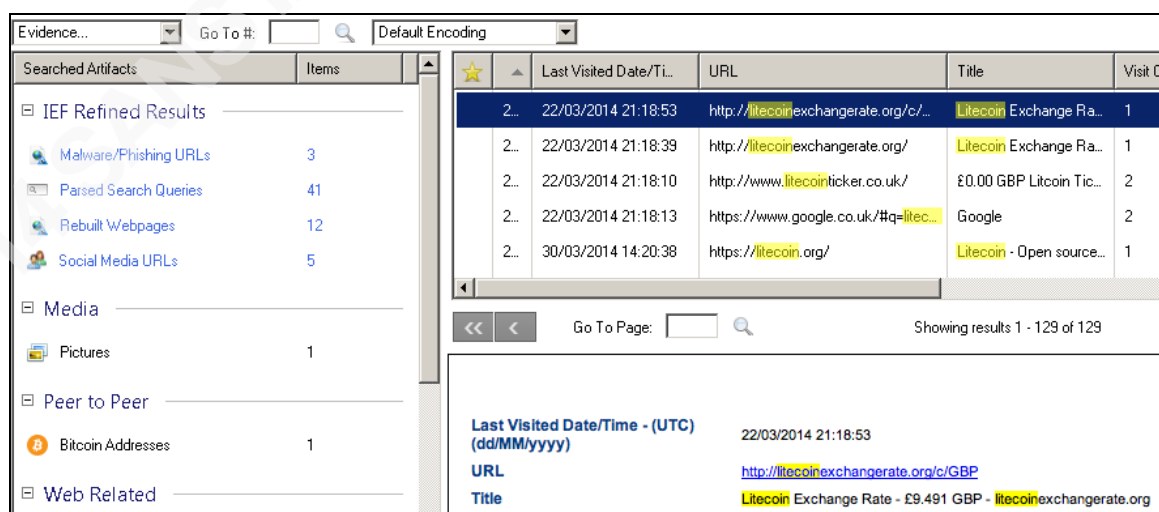 Evidence... Go To #: Default Encoding
Searched Artifacts Items
IEF Refined Results
Malware/Phishing URLs 3
Parsed Search Queries 41
Rebuilt Webpages 12
Social Media URLs 5
Media
Pictures 1
Peer to Peer
Bitcoin Addresses 1
Web Related
Last Visited Date/Ti... URL Title Visit
2... 22/03/2014 21:18:53 http://litecoinexchangerate.org/c/... Litecoin Exchange Ra... 1
2... 22/03/2014 21:18:39 http://litecoinexchangerate.org/ Litecoin Exchange Ra... 1
2... 22/03/2014 21:18:10 http://www.litecointicker.co.uk/ £0.00 GBP Litcoin Tic... 2
2... 22/03/2014 21:18:13 https://www.google.co.uk/#q=litec... Google 2
2... 30/03/2014 14:20:38 https://litecoin.org/ Litecoin - Open source... 1
<< < Go To Page: Showing results 1 - 129 of 129
Last Visited Date/Time - (UTC)
(dd/MM/yyyy) 22/03/2014 21:18:53
URL http://litecoinexchangerate.org/c/GBP
Title Litecoin Exchange Rate - £9.491 GBP - litecoinexchangerate.org